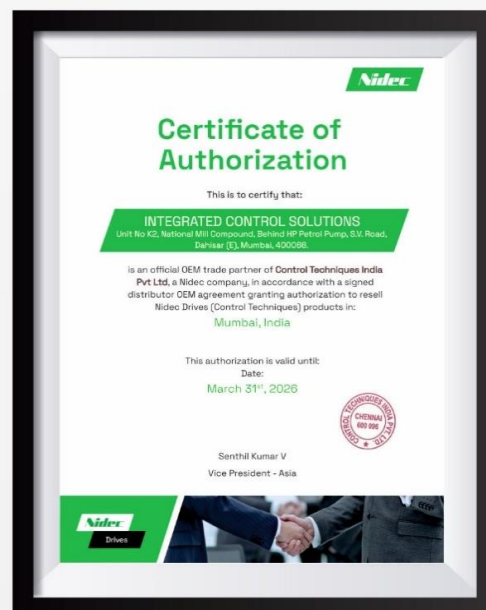 Nidec
Certificate of
Authorization
This is to certify that:
INTEGRATED CONTROL SOLUTIONS
Unit No K2, National Mill Compound, Behind HP Petrol Pump, S.V. Road,
Dahisar (E), Mumbai, 400068.
is an official OEM trade partner of Control Techniques India
Pvt Ltd, a Nidec company, in accordance with a signed
distributor OEM agreement granting authorization to resell
Nidec Drives (Control Techniques) products in:
Mumbai, India
This authorization is valid until:
Date:
March 31st, 2026
CONTROL TECHNIQUES INDIA PVT. LTD.
CHENNAI
600 096
Senthil Kumar V
Vice President - Asia
Nidec
Drives